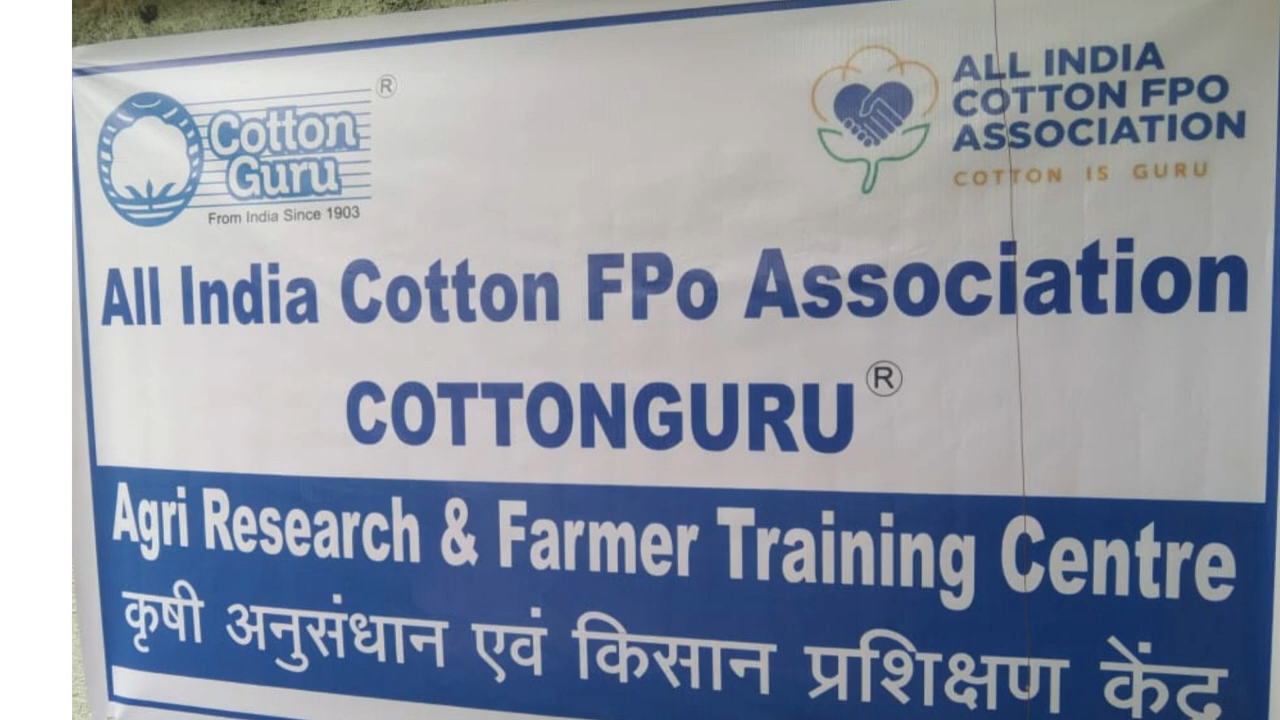 Cotton
Guru
®
From India Since 1903
ALL INDIA
COTTON FPO
ASSOCIATION
COTTON IS GURU
All India Cotton FPo Association
COTTONGURU®
Agri Research & Farmer Training Centre
कृषी अनुसंधान एवं किसान प्रशिक्षण केंद्र